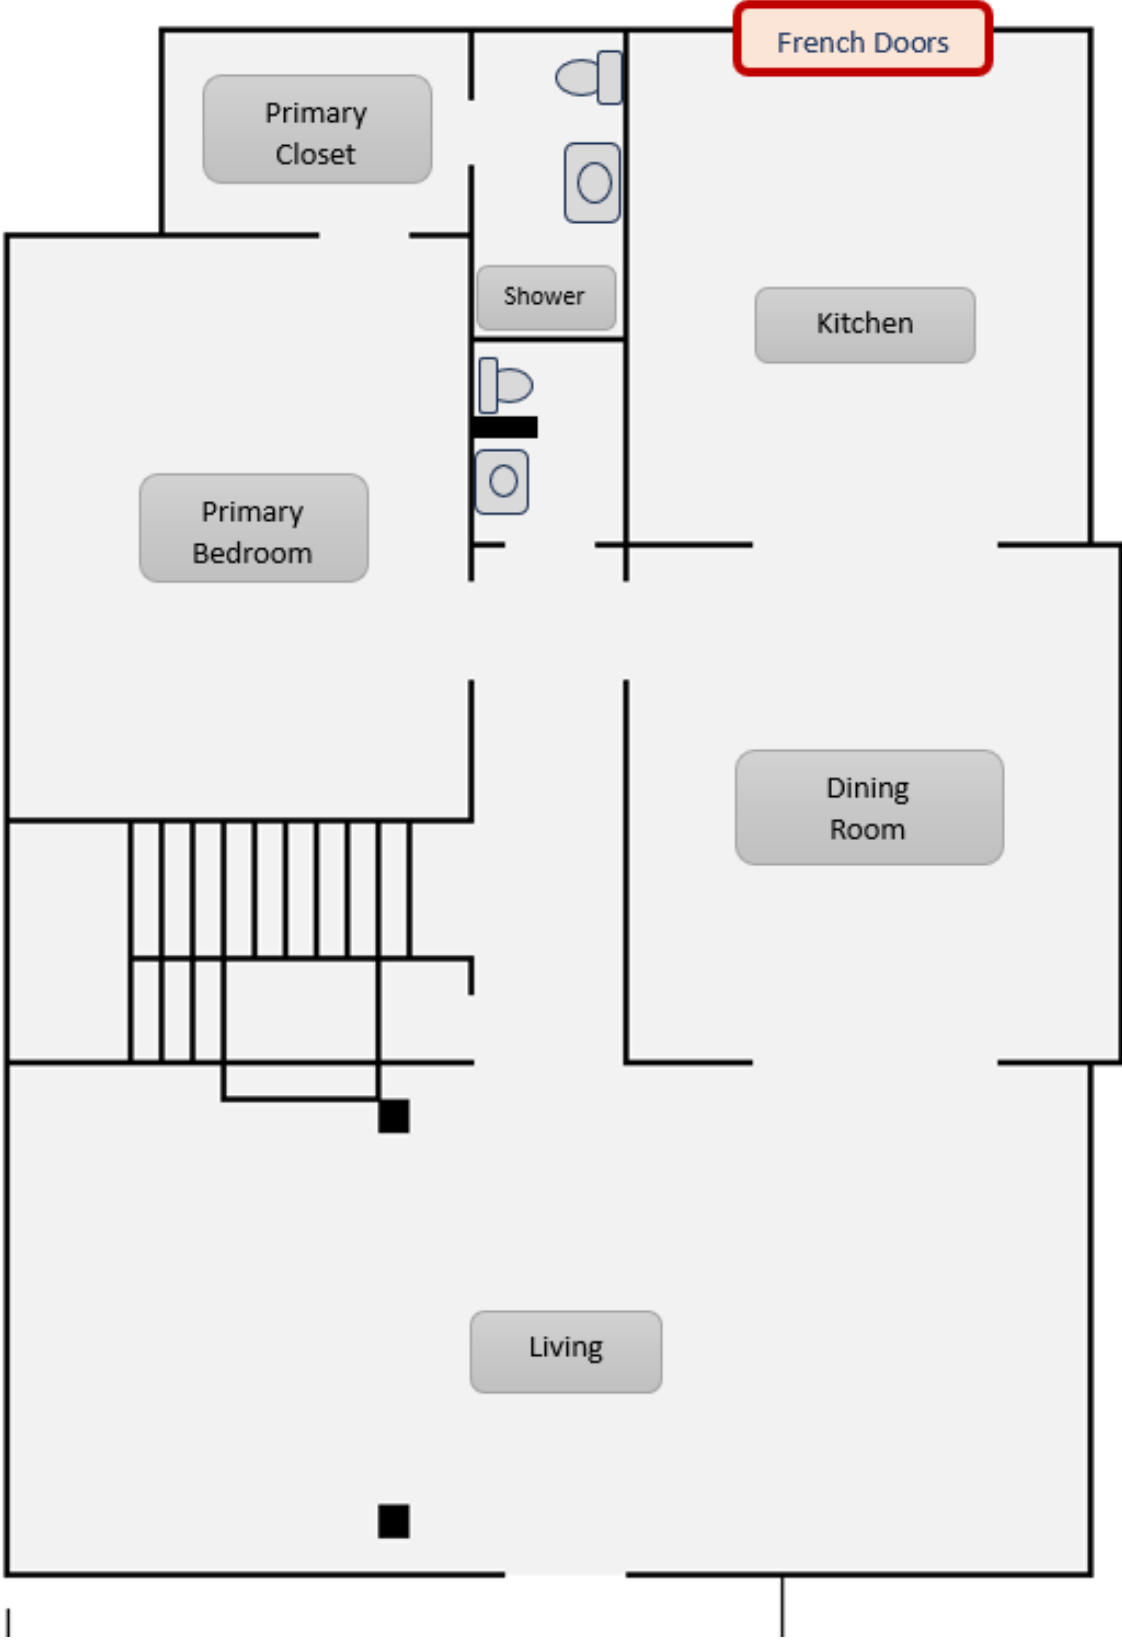 French Doors
Primary
Closet
Shower
Kitchen
Primary
Bedroom
Dining
Room
Living